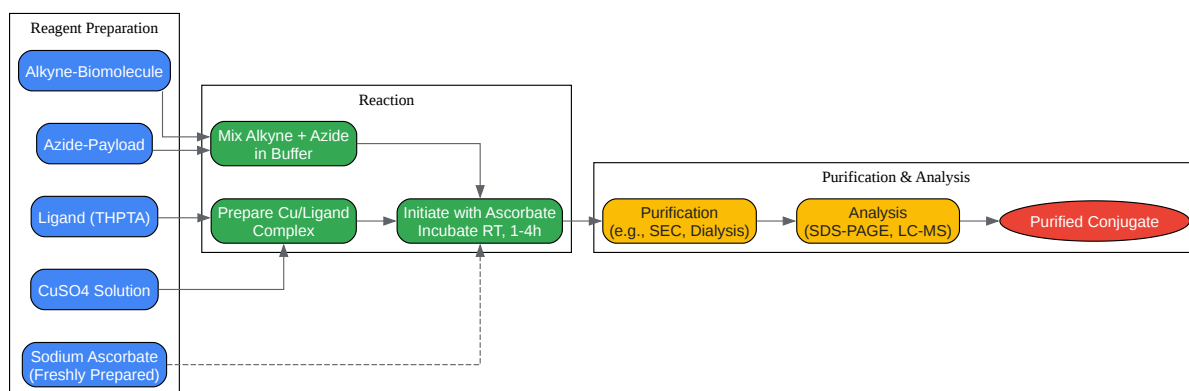 Reagent Preparation
Alkyne-Biomolecule
Azide-Payload
Ligand (THPTA)
CuSO4 Solution
Sodium Ascorbate
(Freshly Prepared)
Reaction
Mix Alkyne + Azide
in Buffer
Prepare Cu/Ligand
Complex
Initiate with Ascorbate
Incubate RT, 1-4h
Purification & Analysis
Purification
(e.g., SEC, Dialysis)
Analysis
(SDS-PAGE, LC-MS)
Purified Conjugate